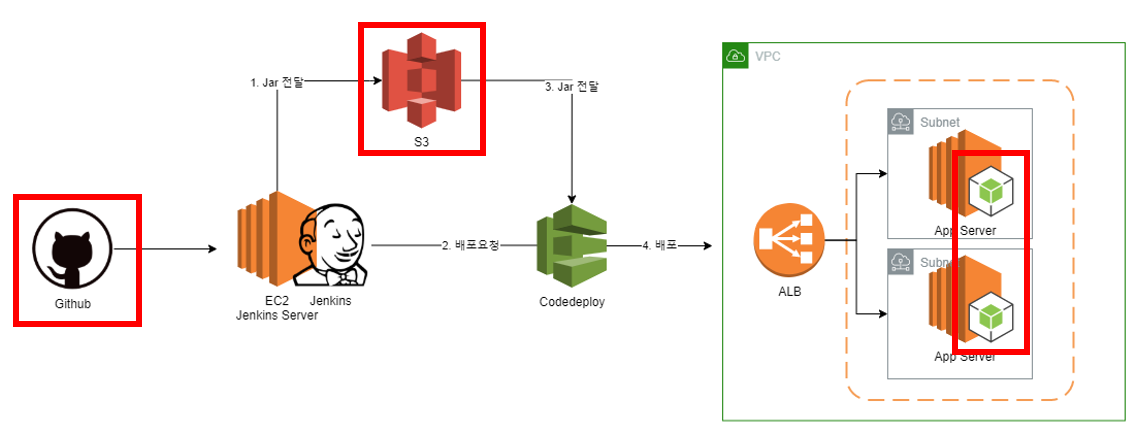 VPC
1. Jar 전달
3. Jar 전달
S3
Subnet
App Server
Github
2. 배포요청
4. 배포
EC2 Jenkins
Jenkins Server
Codedeploy
ALB
Subn
App Server